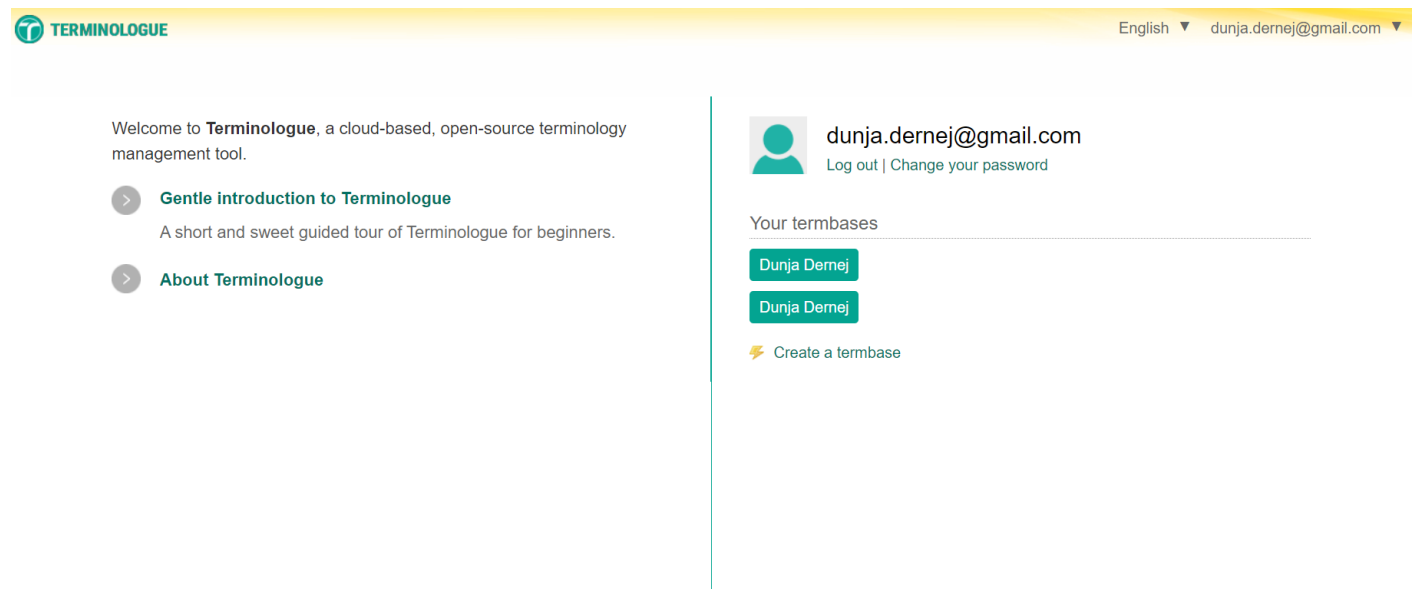 TERMINOLOGUE
English ▼ dunja.dernej@gmail.com ▼
Welcome to Terminologue, a cloud-based, open-source terminology
management tool.
Gentle introduction to Terminologue
A short and sweet guided tour of Terminologue for beginners.
About Terminologue
dunja.dernej@gmail.com
Log out | Change your password
Your termbases
Dunja Dernej
Dunja Dernej
Create a termbase